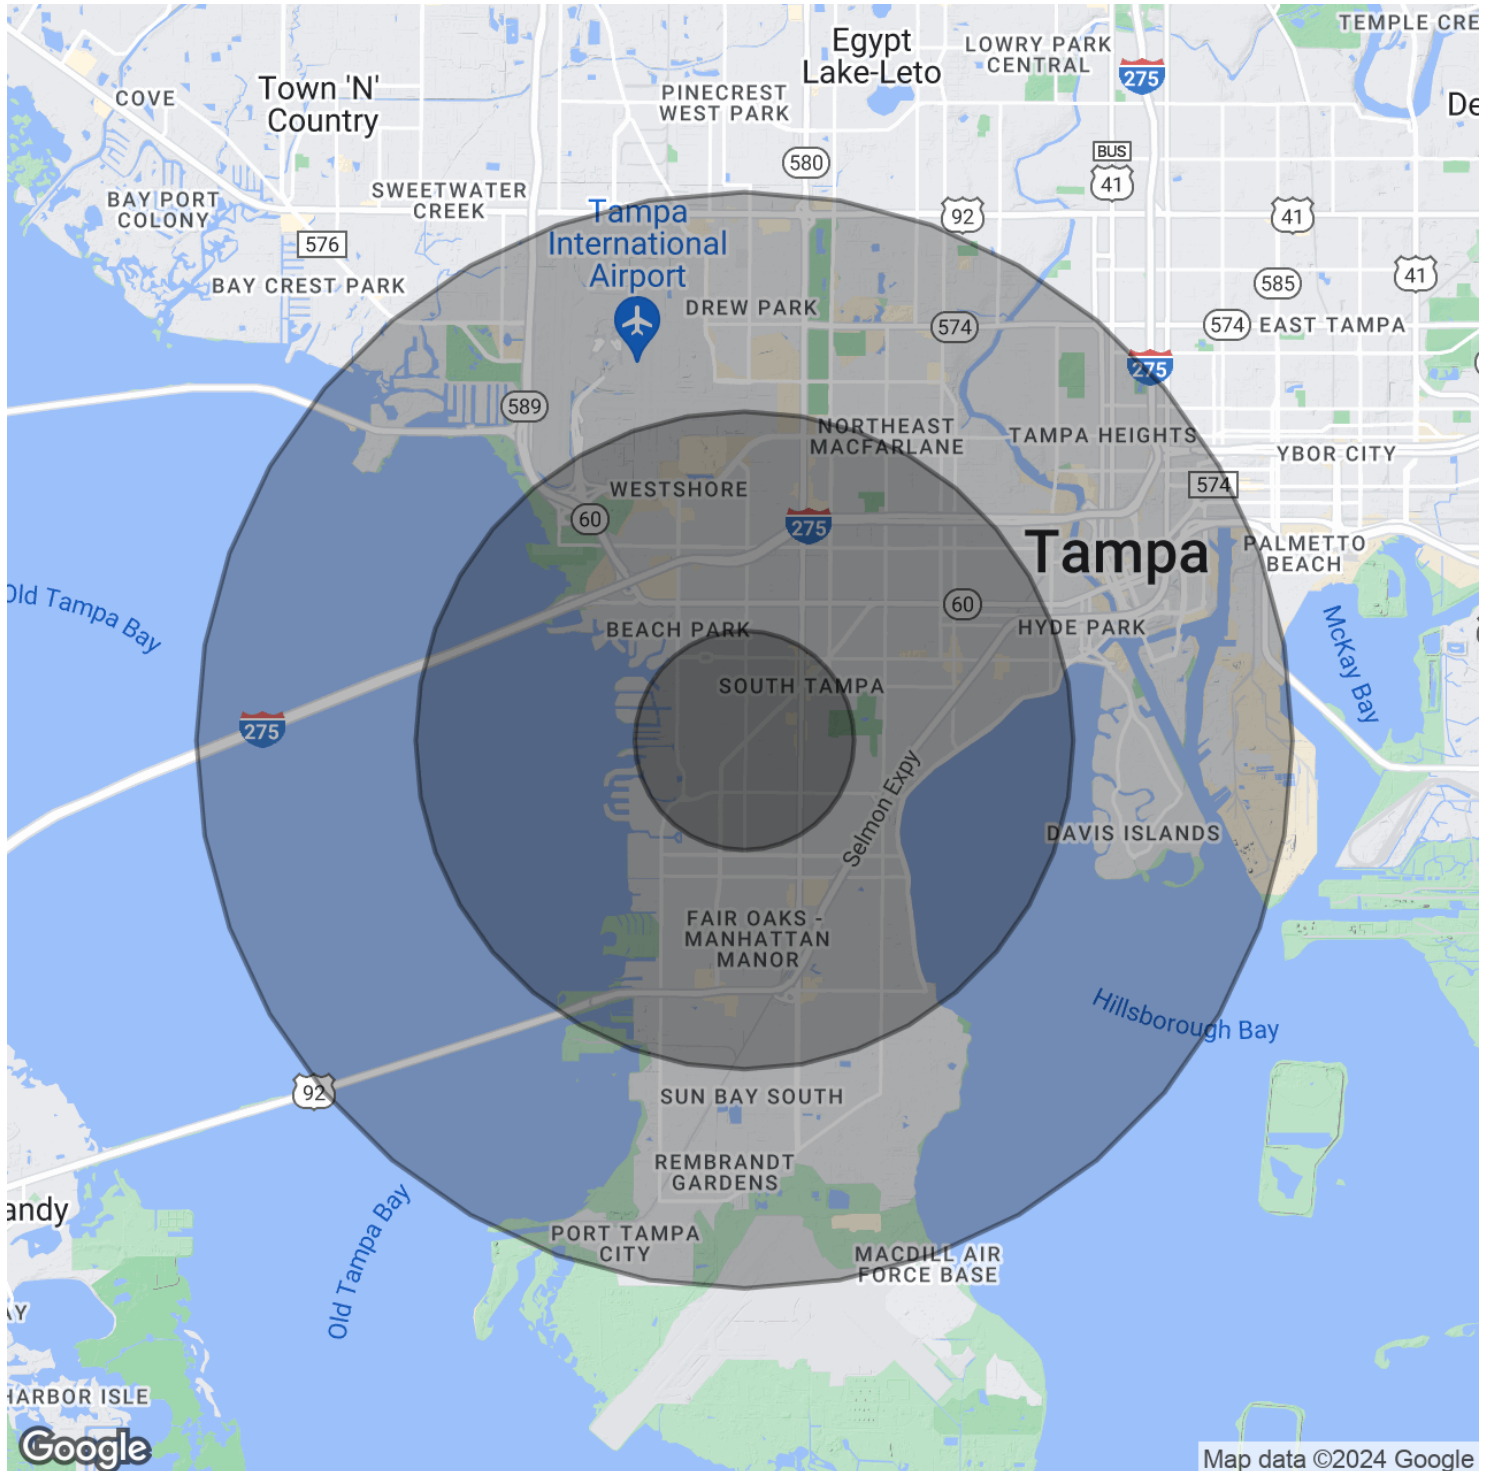 TEMPLE CRE
Egypt
Lake-Leto
LOWRY PARK
CENTRAL
275
Town 'N'
Country
COVE
PINECREST
WEST PARK
De
580
BUS
41
BAY PORT
COLONY
SWEETWATER
CREEK
92
41
Tampa
International
Airport
576
41
BAY CREST PARK
585
DREW PARK
574
574
EAST TAMPA
275
589
NORTHEAST
MACFARLANE
TAMPA HEIGHTS
YBOR CITY
WESTSHORE
574
60
275
Tampa
PALMETTO
BEACH
Old Tampa Bay
60
BEACH PARK
HYDE PARK
McKay Bay
SOUTH TAMPA
275
Selmon Expy
DAVIS ISLANDS
FAIR OAKS -
MANHATTAN
MANOR
Hillsborough Bay
92
SUN BAY SOUTH
REMBRANDT
GARDENS
andy
Old Tampa Bay
PORT TAMPA
CITY
MACDILL AIR
FORCE BASE
AY
HARBOR ISLE
Google
Map data ©2024 Google